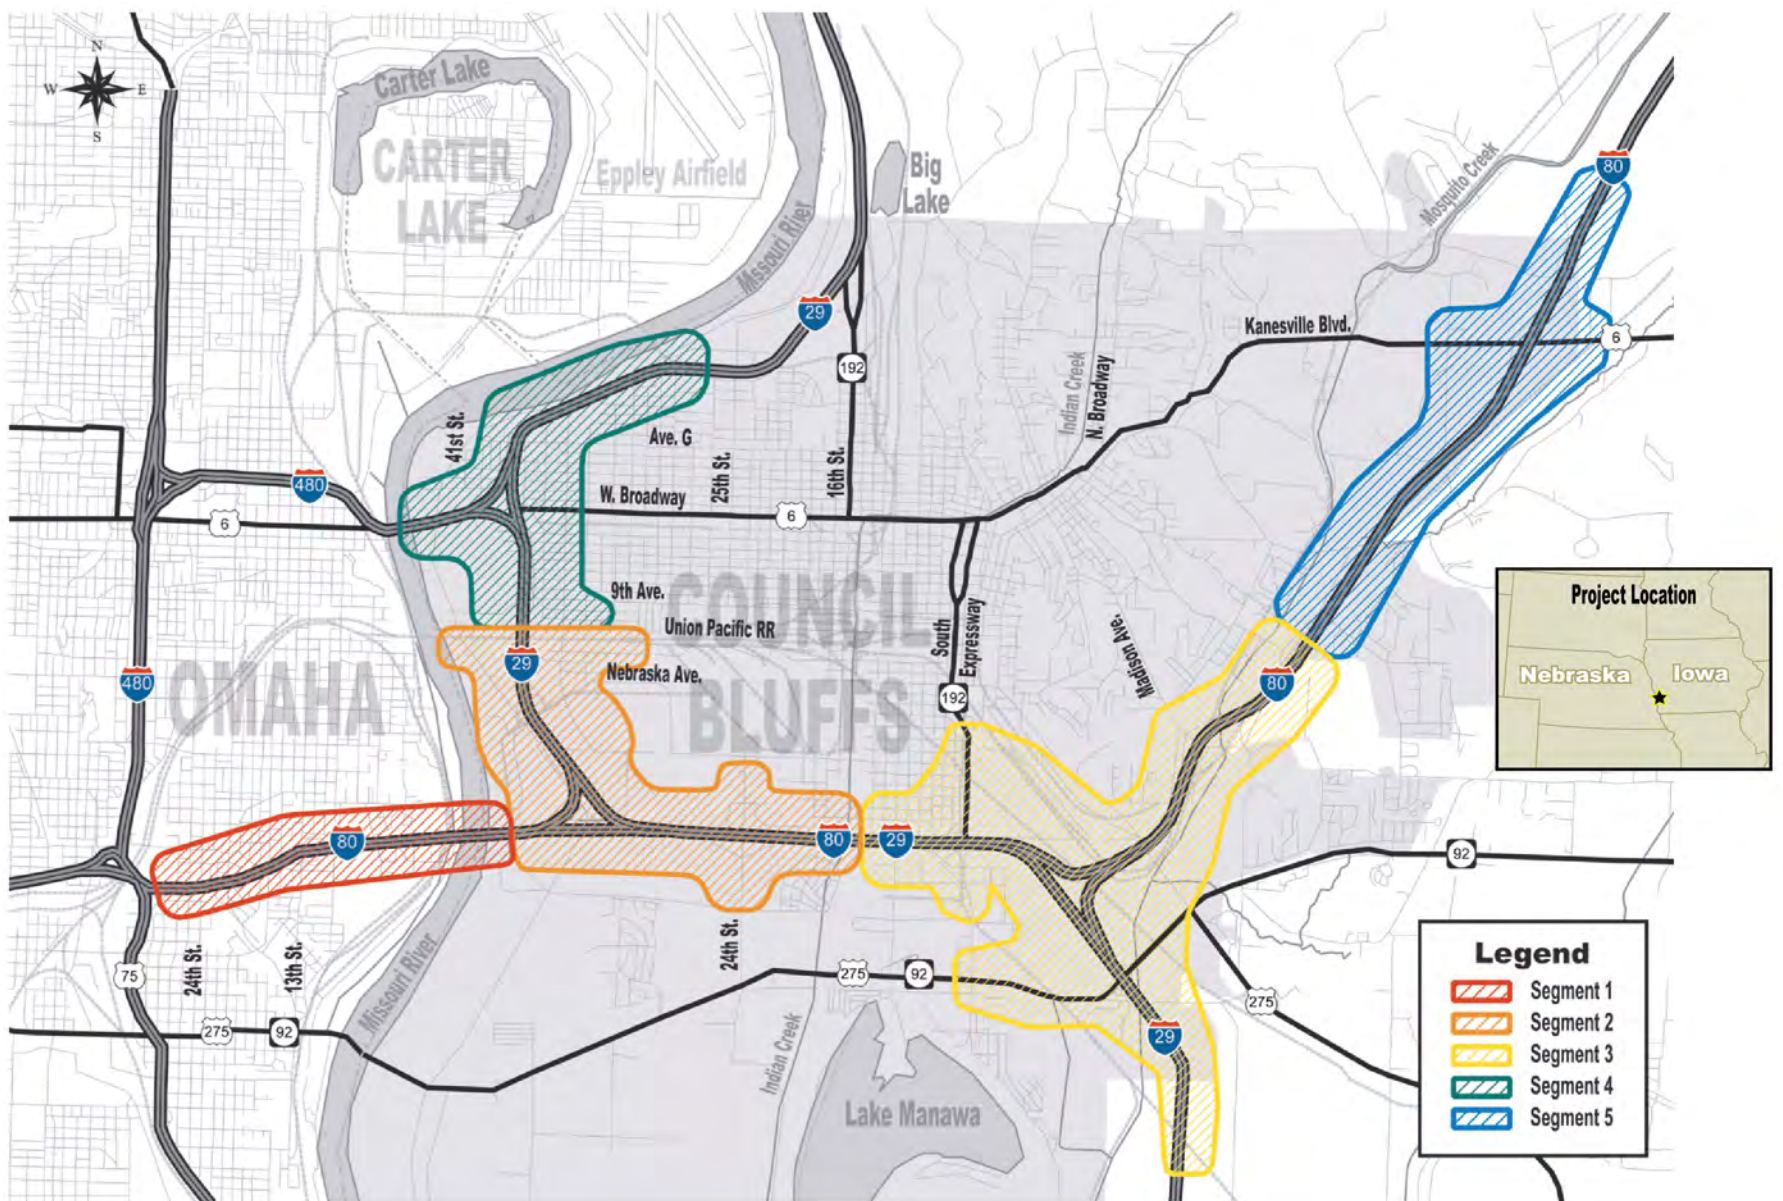 N
W
E
S
Carter Lake
CARTER
LAKE
Eppley Airfield
Big
Lake
Missouri River
Mosquito Creek
80
29
192
Kanesville Blvd.
6
Indian Creek
N. Broadway
41st St.
Ave. G
25th St.
16th St.
480
W. Broadway
6
6
9th Ave.
Union Pacific RR
COUNCIL
BLUFFS
South
Expressway
Madison Ave.
Project Location
Nebraska
Iowa
29
Nebraska Ave.
480
OMAHA
192
80
80
80
29
92
24th St.
13th St.
75
Missouri River
24th St.
275
92
275
275
92
29
Indian Creek
Lake Manawa
Legend
Segment 1
Segment 2
Segment 3
Segment 4
Segment 5